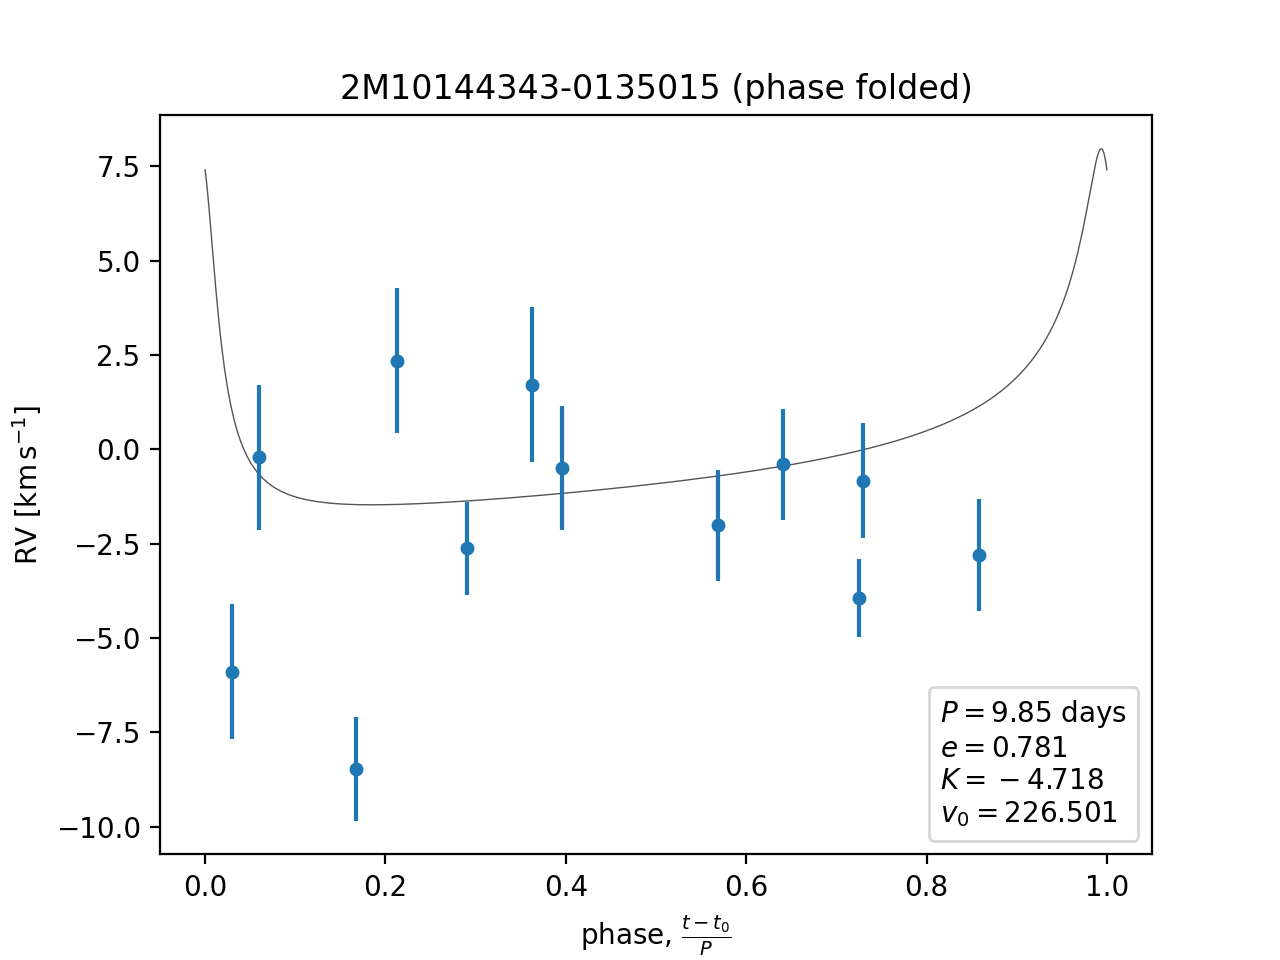 2M10144343-0135015 (phase folded)
7.5
5.0
2.5
0.0
−2.5
−5.0
−7.5
−10.0
RV [km s⁻¹]
P = 9.85 days
e = 0.781
K = −4.718
v₀ = 226.501
0.0 0.2 0.4 0.6 0.8 1.0
phase, (t − t₀)/P